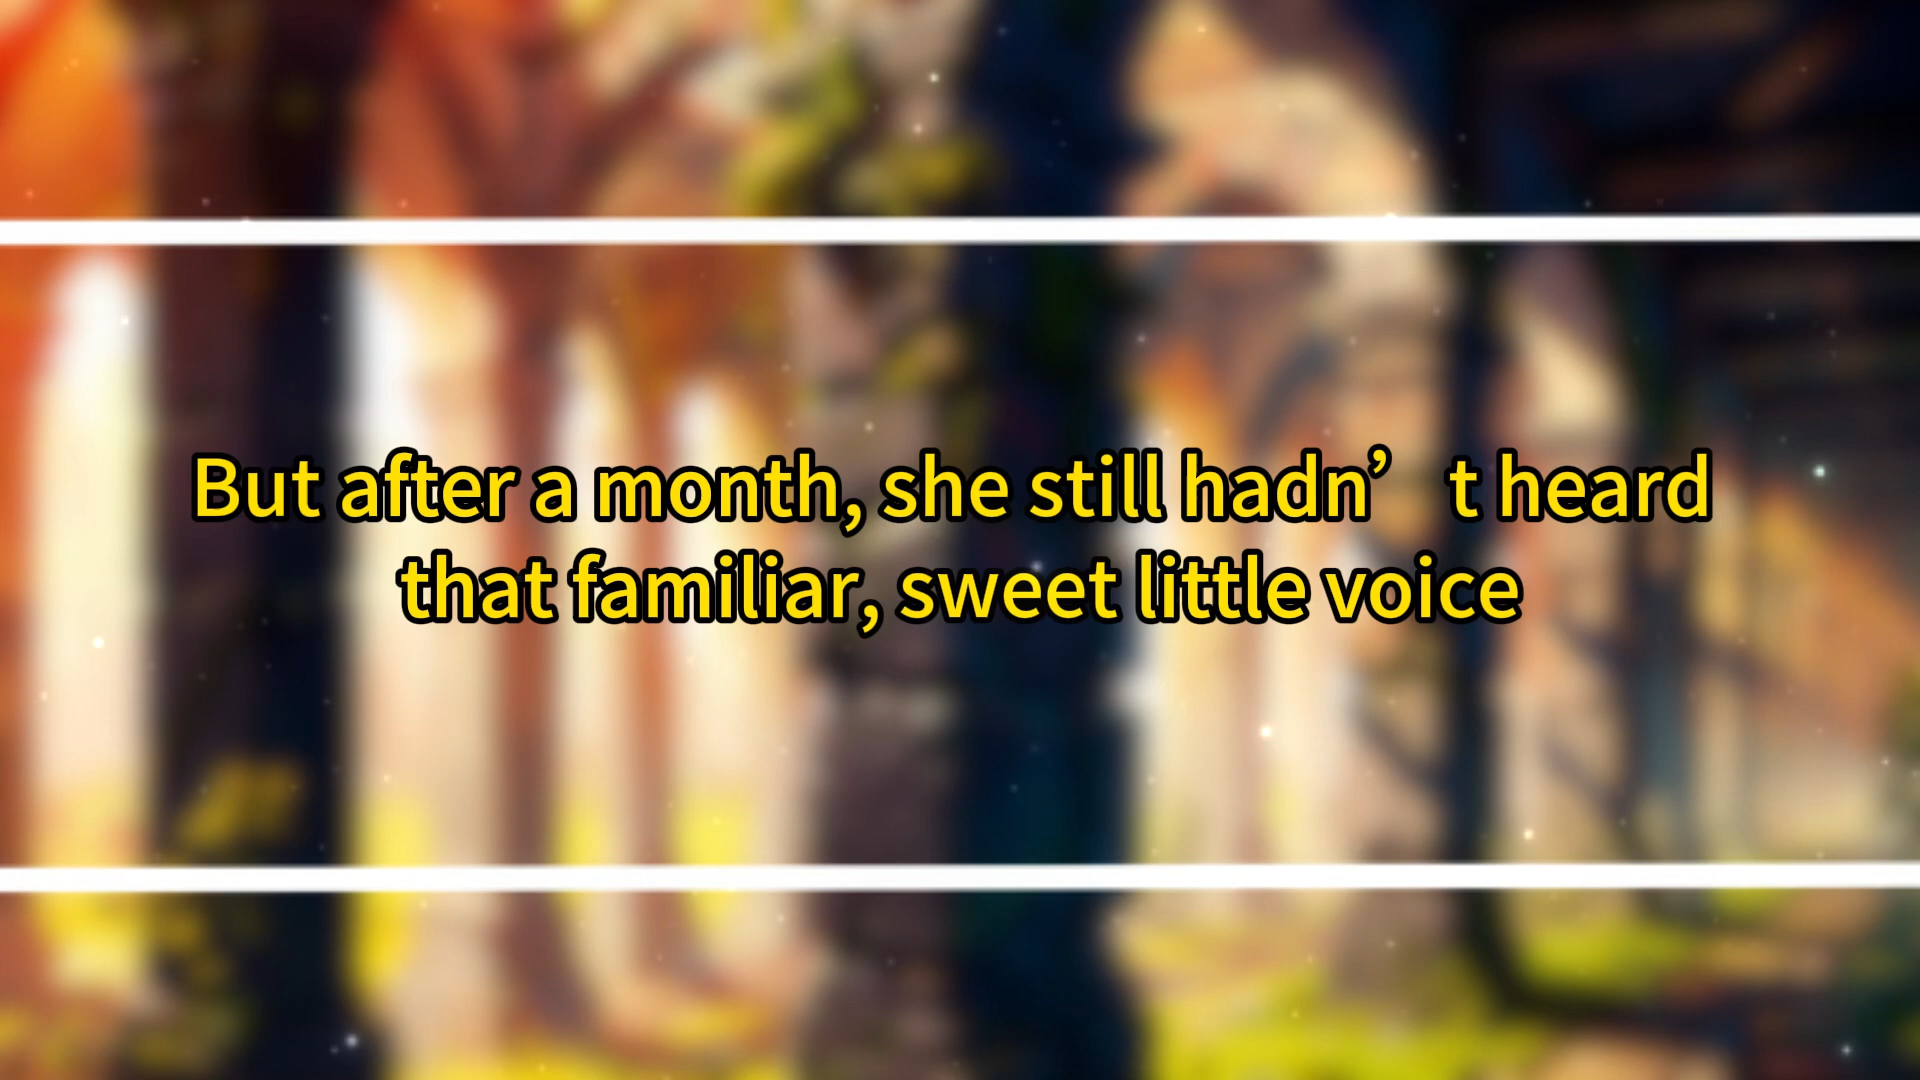 But after a month, she still hadn’t heard
that familiar, sweet little voice